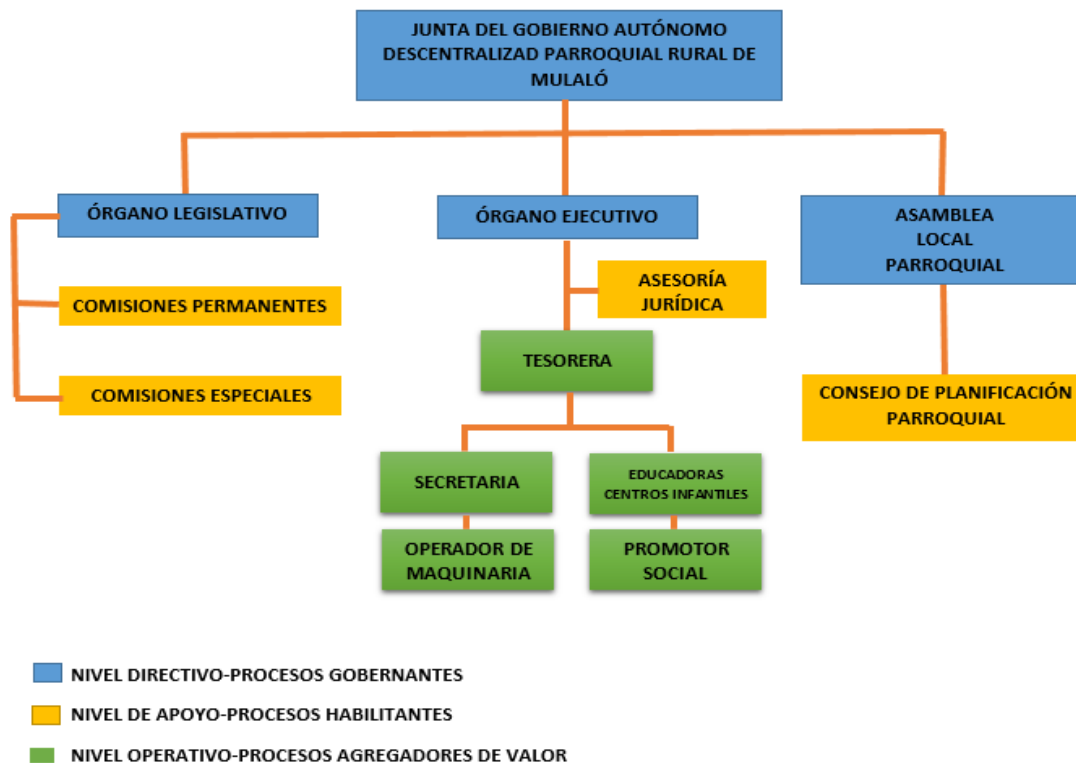 JUNTA DEL GOBIERNO AUTÓNOMO
DESCENTRALIZAD PARROQUIAL RURAL DE
MULALÓ
ÓRGANO LEGISLATIVO
ÓRGANO EJECUTIVO
ASAMBLEA
LOCAL
PARROQUIAL
COMISIONES PERMANENTES
ASESORÍA
JURÍDICA
TESORERA
COMISIONES ESPECIALES
CONSEJO DE PLANIFICACIÓN
PARROQUIAL
SECRETARIA
EDUCADORAS
CENTROS INFANTILES
OPERADOR DE
MAQUINARIA
PROMOTOR
SOCIAL
NIVEL DIRECTIVO-PROCESOS GOBERNANTES
NIVEL DE APOYO-PROCESOS HABILITANTES
NIVEL OPERATIVO-PROCESOS AGREGADORES DE VALOR